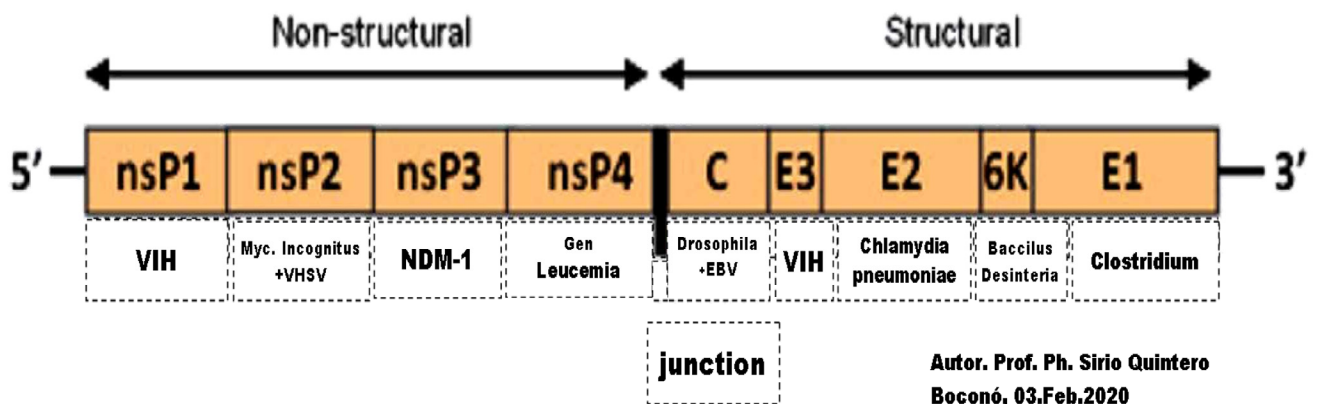 Non-structural Structural
5′ nsP1 nsP2 nsP3 nsP4 C E3 E2 6K E1 3′
VIH
Myc. Incognitus
+VHSV
NDM-1
Gen
Leucemia
Drosophila
+EBV
VIH
Chlamydia
pneumoniae
Baccilus
Desinteria
Clostridium
junction
Autor. Prof. Ph. Sirio Quintero
Boconó, 03.Feb.2020